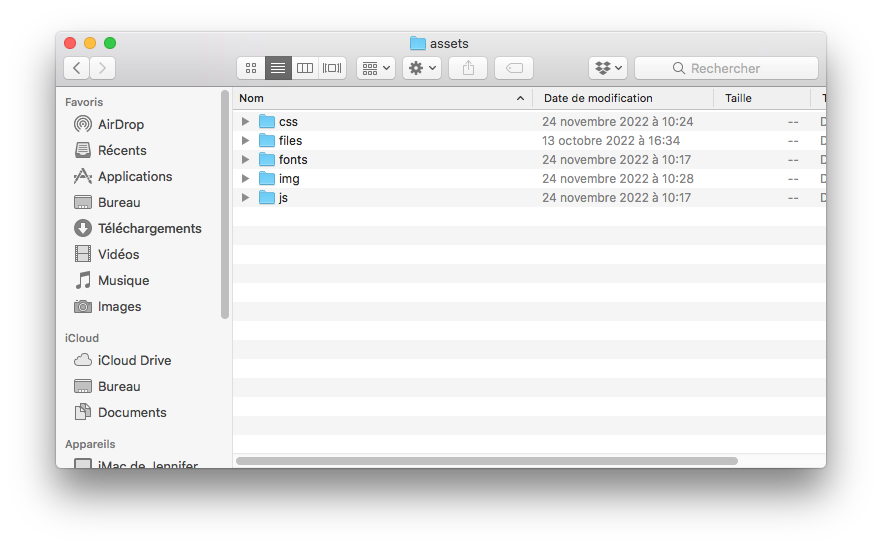 assets
Rechercher
Favoris
AirDrop
Récents
Applications
Bureau
Téléchargements
Vidéos
Musique
Images
iCloud
iCloud Drive
Bureau
Documents
Appareils
iMac de Jennifer
Nom Date de modification Taille
css 24 novembre 2022 à 10:24 --
files 13 octobre 2022 à 16:34 --
fonts 24 novembre 2022 à 10:17 --
img 24 novembre 2022 à 10:28 --
js 24 novembre 2022 à 10:17 --